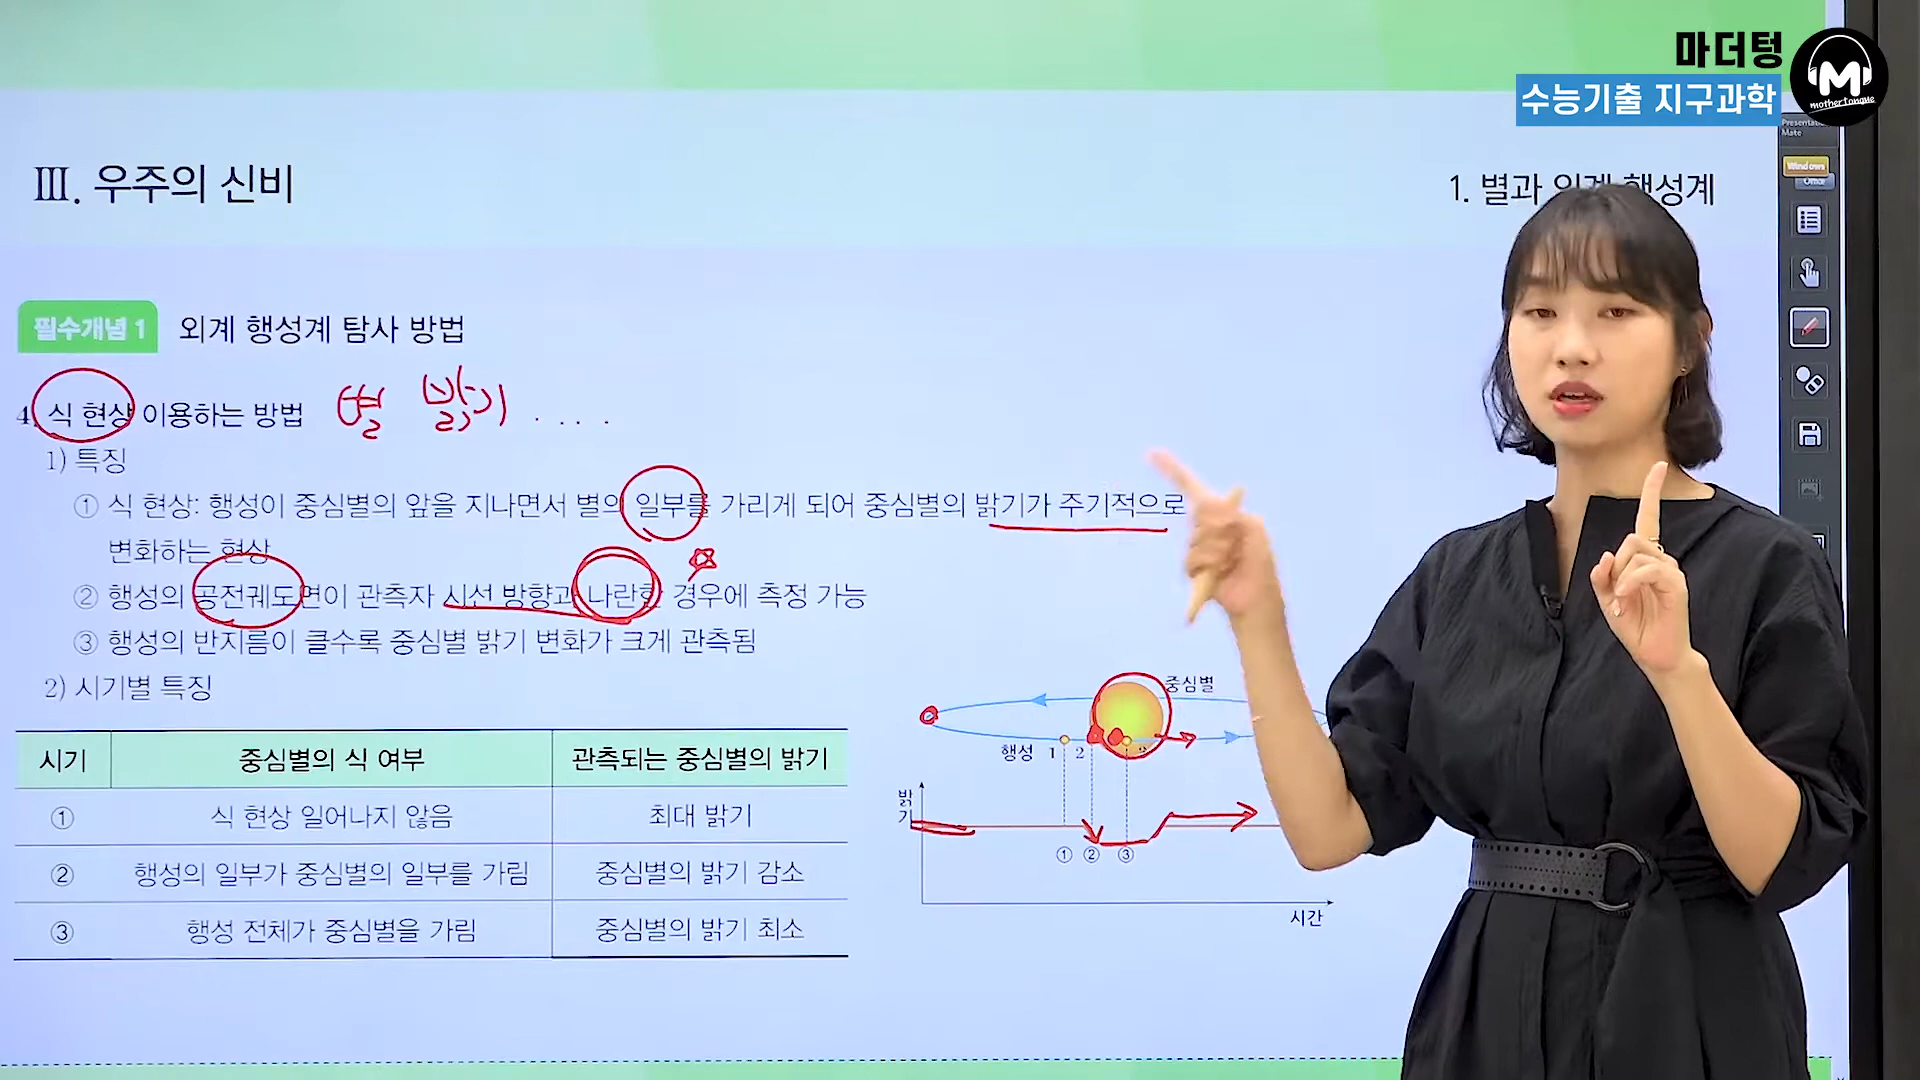 마더텅
수능기출 지구과학
M
mothertongue
Mate
Windows
Office
Ⅲ. 우주의 신비
1. 별과 외계 행성계
필수개념 1 외계 행성계 탐사 방법
4. 식 현상 이용하는 방법 별 밝기 . . . .
1) 특징
① 식 현상: 행성이 중심별의 앞을 지나면서 별의 일부를 가리게 되어 중심별의 밝기가 주기적으로
변화하는 현상
② 행성의 공전궤도면이 관측자 시선 방향과 나란한 경우에 측정 가능
③ 행성의 반지름이 클수록 중심별 밝기 변화가 크게 관측됨
2) 시기별 특징
시기 중심별의 식 여부 관측되는 중심별의 밝기
① 식 현상 일어나지 않음 최대 밝기
② 행성의 일부가 중심별의 일부를 가림 중심별의 밝기 감소
③ 행성 전체가 중심별을 가림 중심별의 밝기 최소
중심별
행성 1 2
밝기
① ② ③
시간